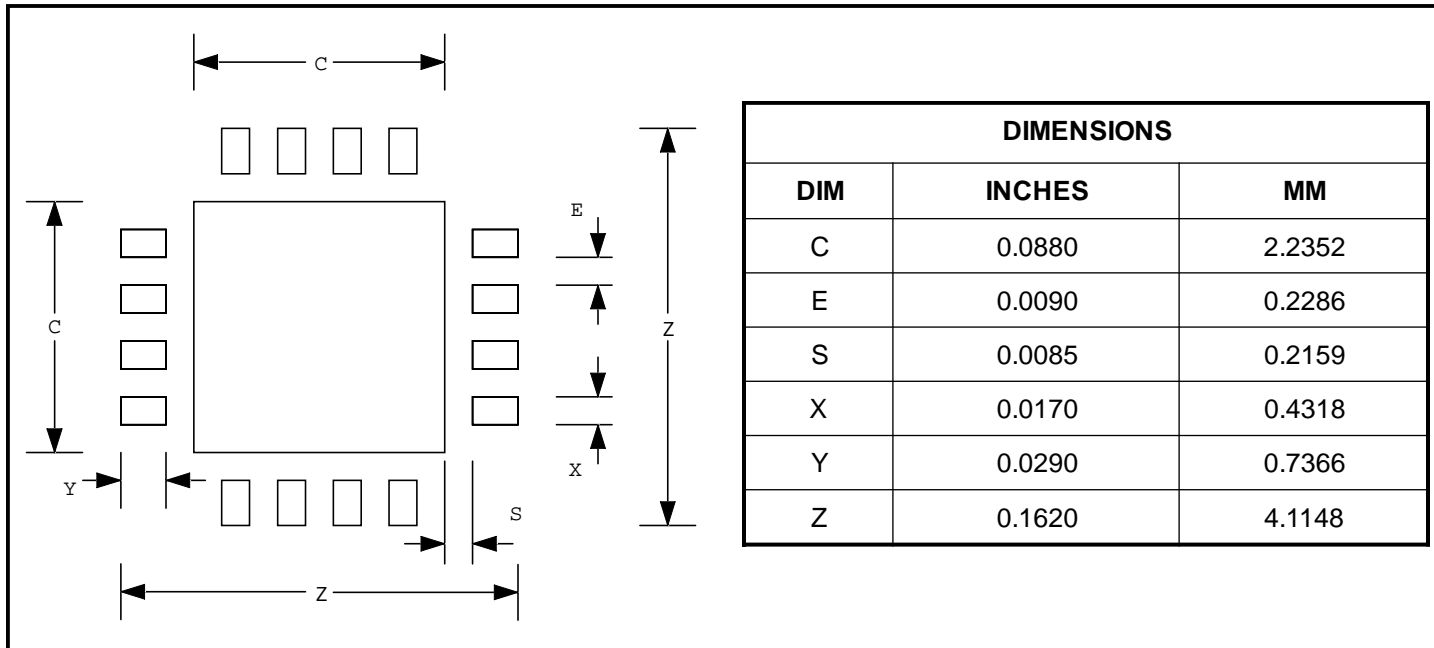 C
C
E
Z
X
Y
S
Z
DIMENSIONS
DIM INCHES MM
C 0.0880 2.2352
E 0.0090 0.2286
S 0.0085 0.2159
X 0.0170 0.4318
Y 0.0290 0.7366
Z 0.1620 4.1148